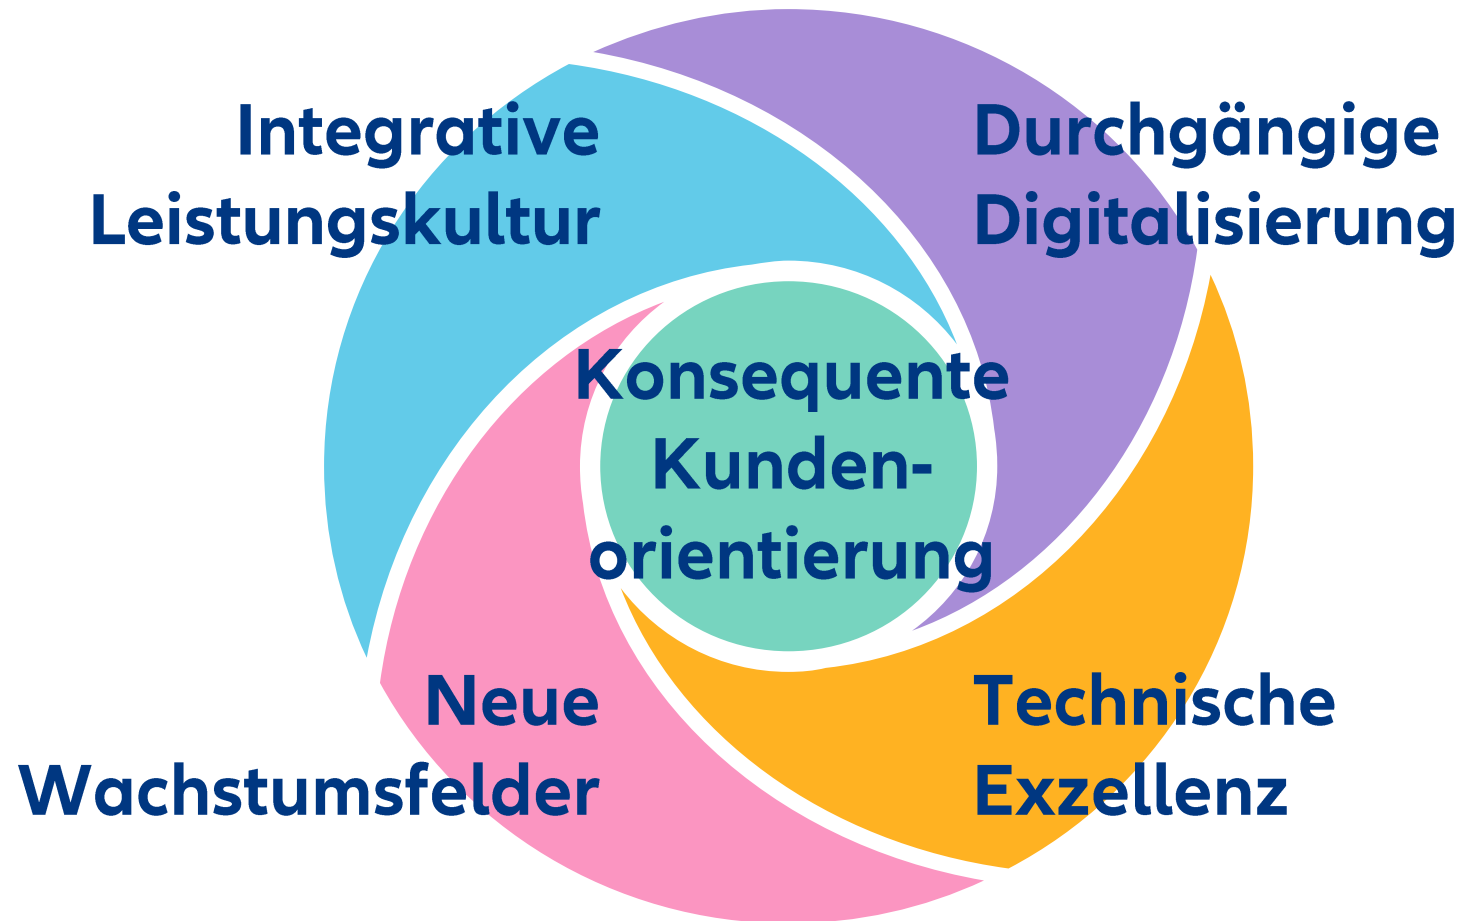 Integrative
Leistungskultur
Durchgängige
Digitalisierung
Konsequente
Kunden-
orientierung
Neue
Wachstumsfelder
Technische
Exzellenz